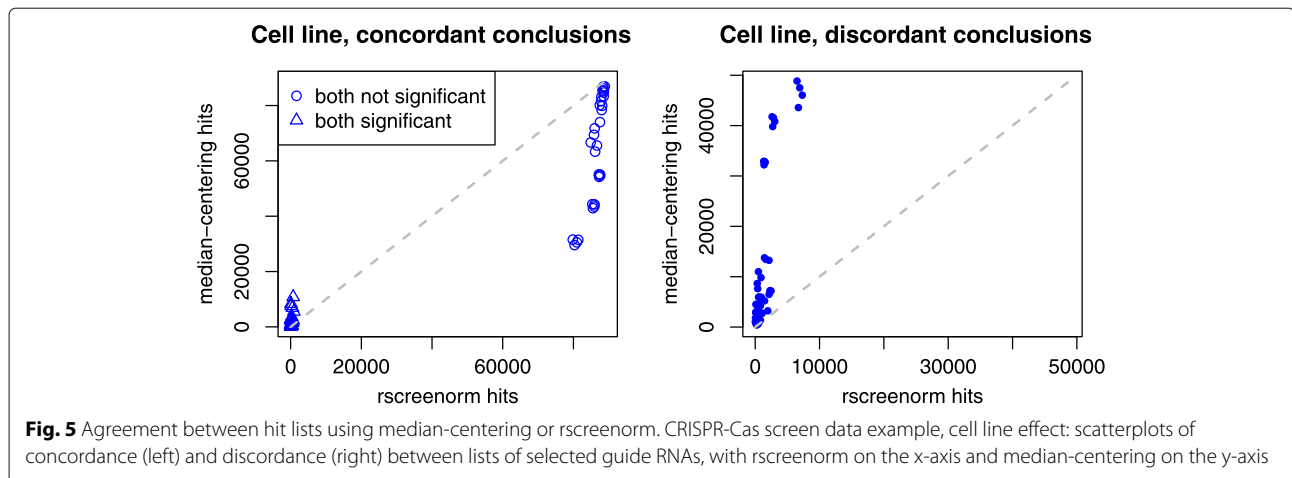 Cell line, concordant conclusions
both not significant
both significant
median−centering hits
0
20000
60000
0
20000
60000
rscreenorm hits
Cell line, discordant conclusions
median−centering hits
0
20000
40000
0
10000
30000
50000
rscreenorm hits
Fig. 5 Agreement between hit lists using median-centering or rscreenorm. CRISPR-Cas screen data example, cell line effect: scatterplots of
concordance (left) and discordance (right) between lists of selected guide RNAs, with rscreenorm on the x-axis and median-centering on the y-axis